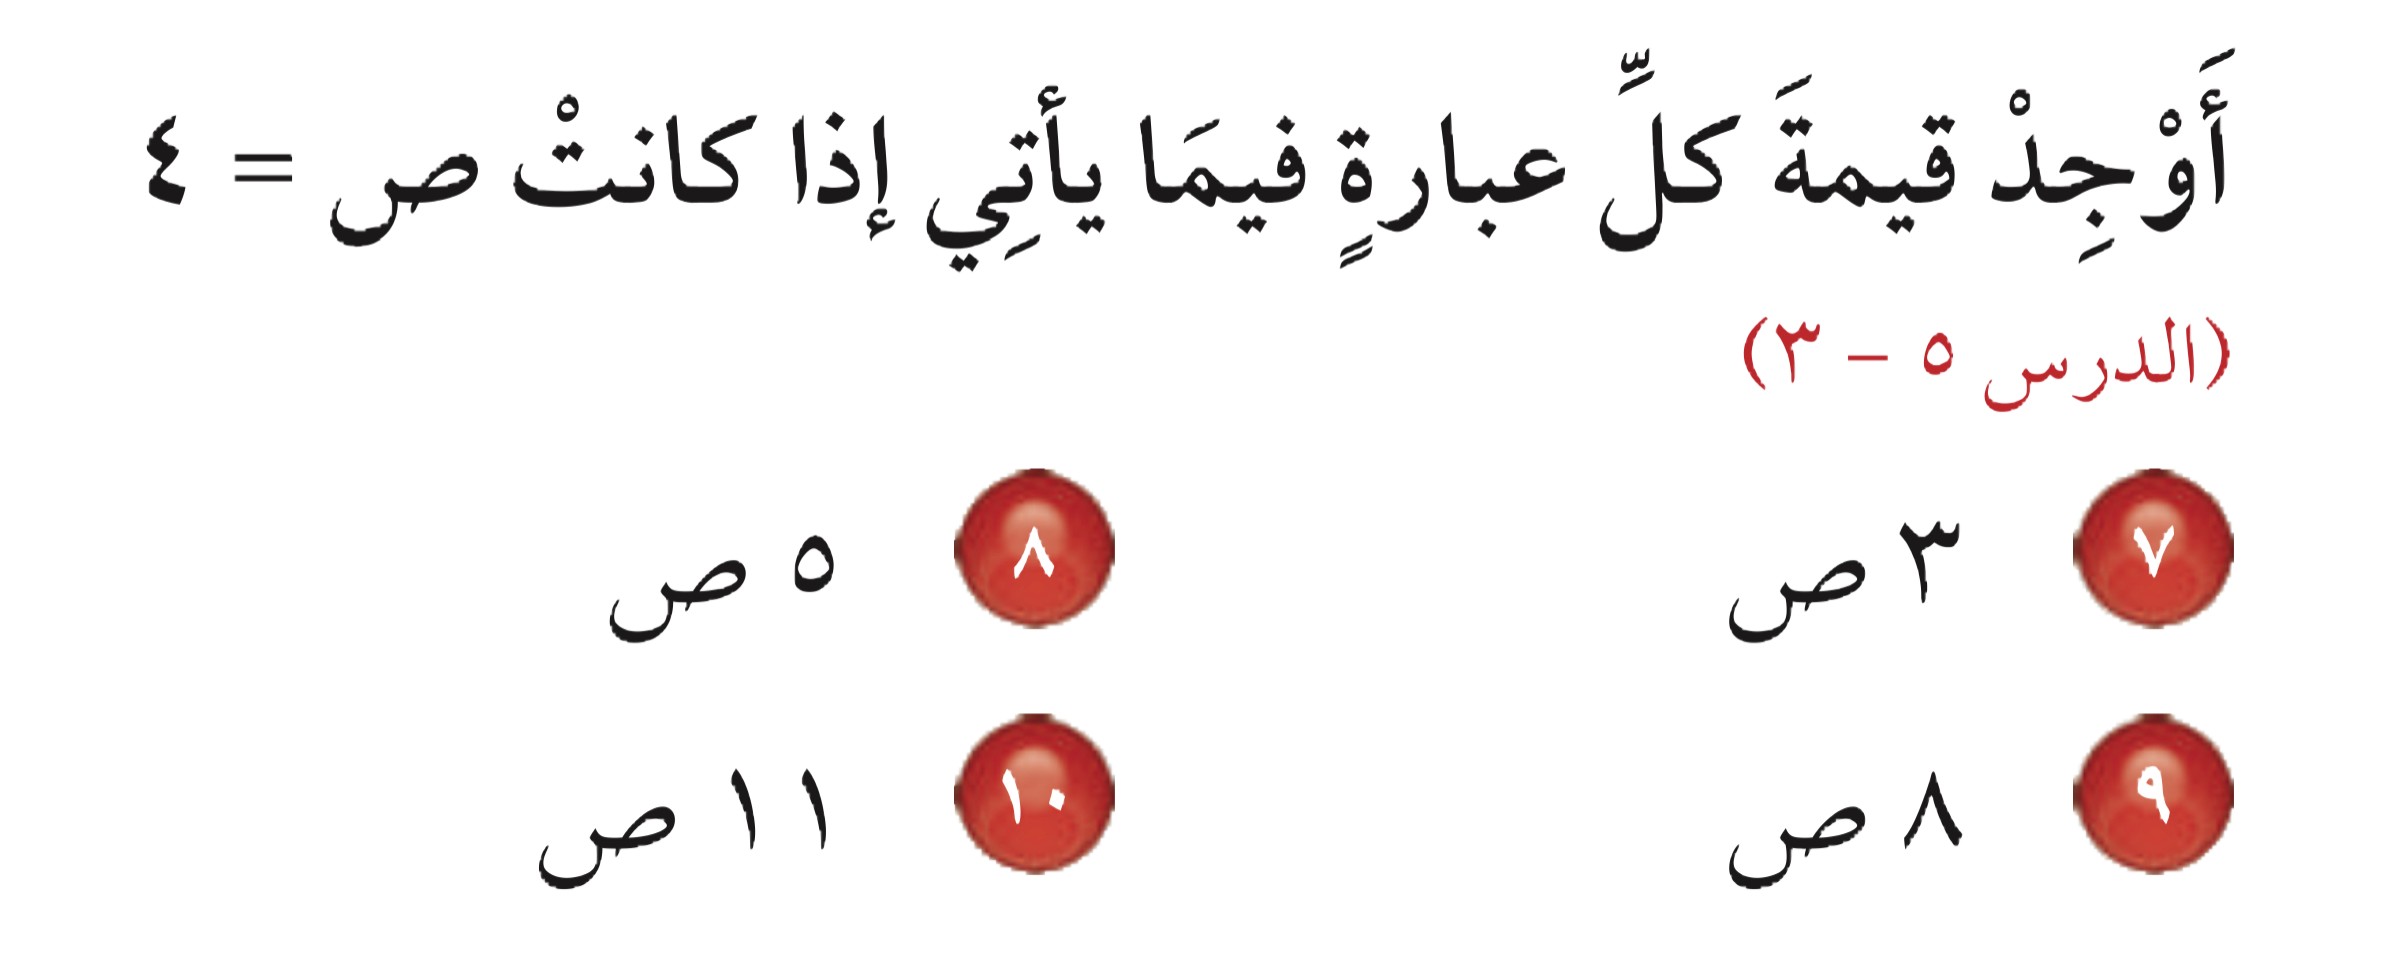 أَوْجِدْ قيمةَ كلِّ عبارةٍ فيمَا يأتِي إذا كانتْ ص = ٤
(الدرس ٥ – ٣)
٧ ٣ ص ٨ ٥ ص
٩ ٨ ص ١٠ ١١ ص